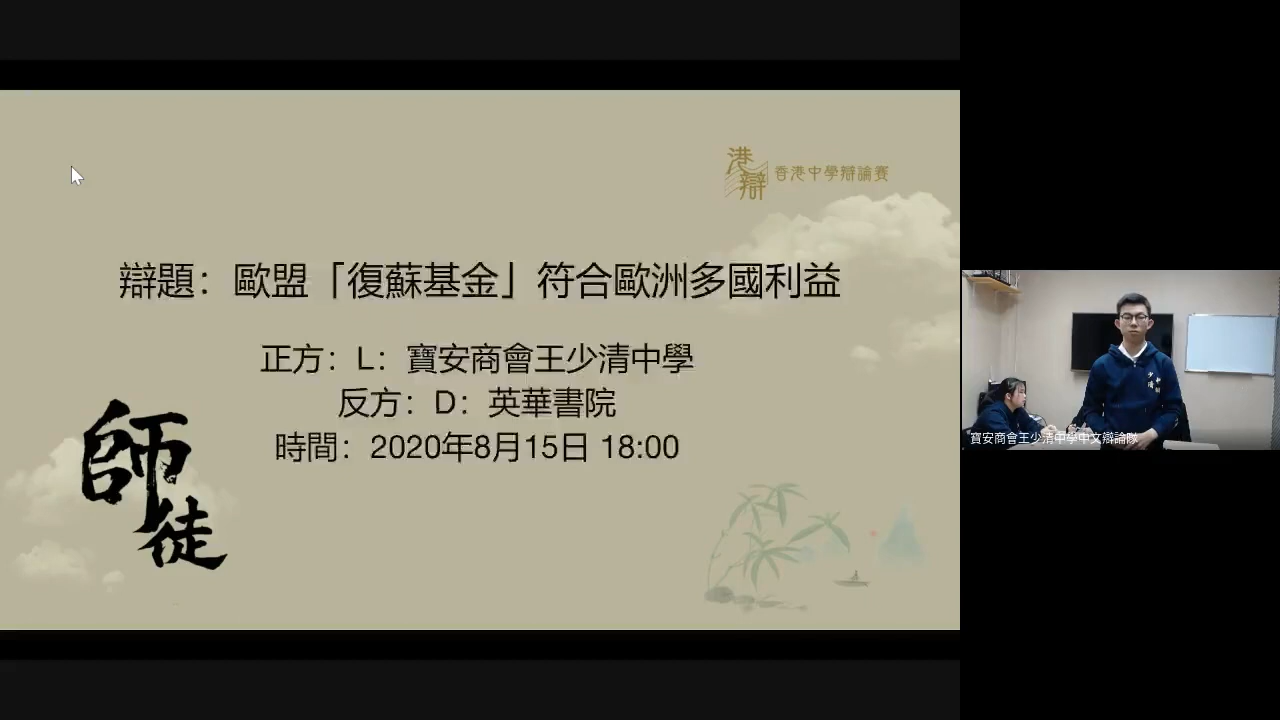 港辯
香港中學辯論賽
辯題：歐盟「復蘇基金」符合歐洲多國利益
正方：L：寶安商會王少清中學
反方：D：英華書院
時間：2020年8月15日 18:00
師徒
少清
寶安商會王少清中學中文辯論隊